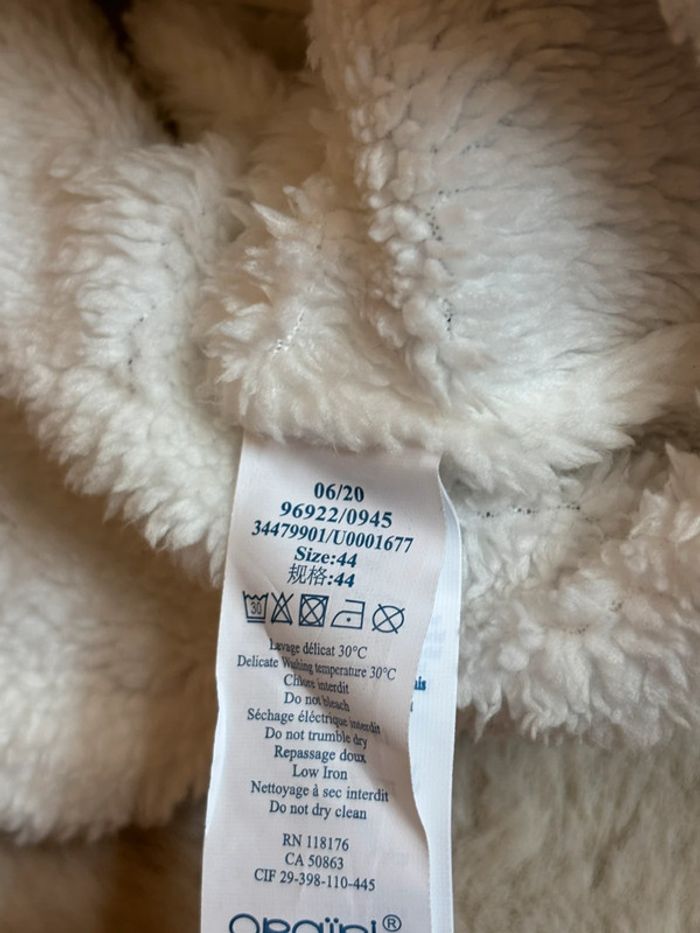 06/20
96922/0945
34479901/U0001677
Size:44
规格:44
30
Lavage délicat 30°C
Delicate Washing temperature 30°C
Chlore interdit
Do not bleach
Séchage éléctrique interdit
Do not trumble dry
Repassage doux
Low Iron
Nettoyage à sec interdit
Do not dry clean
RN 118176
CA 50863
CIF 29-398-110-445